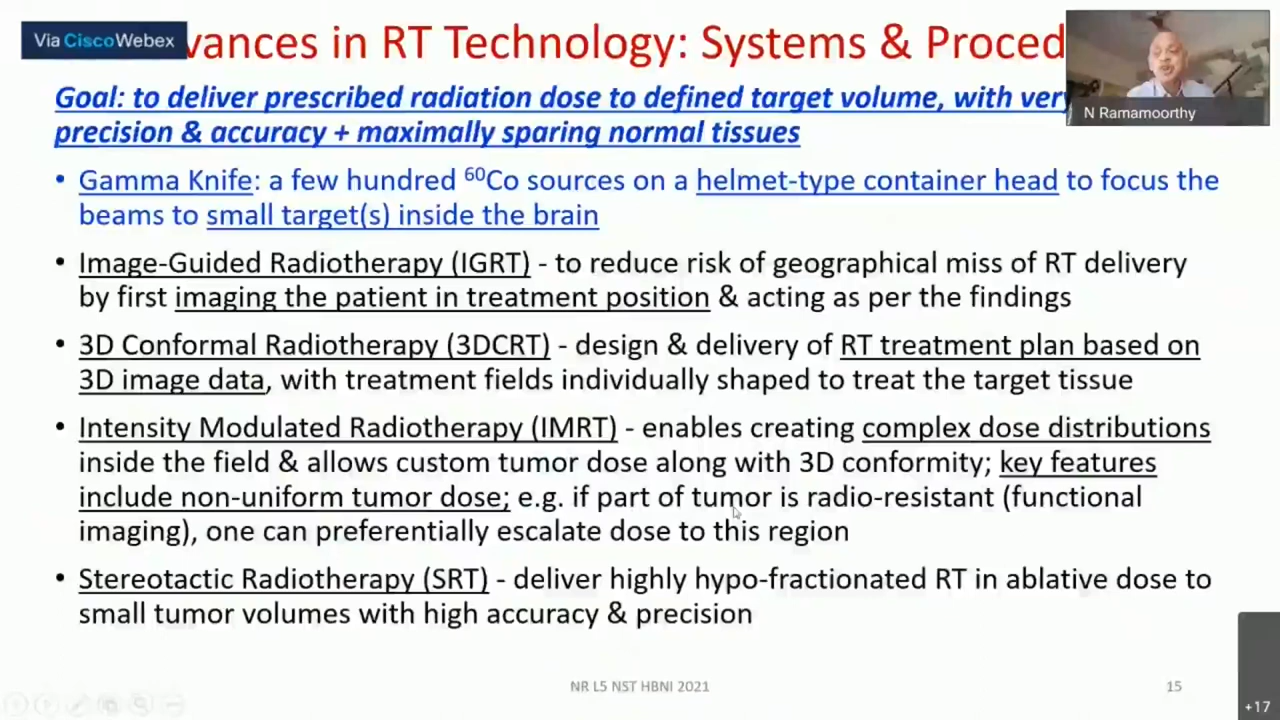 Via CiscoWebex
vances in RT Technology: Systems & Proced
N Ramamoorthy
Goal: to deliver prescribed radiation dose to defined target volume, with very
precision & accuracy + maximally sparing normal tissues
• Gamma Knife: a few hundred ⁶⁰Co sources on a helmet-type container head to focus the
beams to small target(s) inside the brain
• Image-Guided Radiotherapy (IGRT) - to reduce risk of geographical miss of RT delivery
by first imaging the patient in treatment position & acting as per the findings
• 3D Conformal Radiotherapy (3DCRT) - design & delivery of RT treatment plan based on
3D image data, with treatment fields individually shaped to treat the target tissue
• Intensity Modulated Radiotherapy (IMRT) - enables creating complex dose distributions
inside the field & allows custom tumor dose along with 3D conformity; key features
include non-uniform tumor dose; e.g. if part of tumor is radio-resistant (functional
imaging), one can preferentially escalate dose to this region
• Stereotactic Radiotherapy (SRT) - deliver highly hypo-fractionated RT in ablative dose to
small tumor volumes with high accuracy & precision
NR L5 NST HBNI 2021
15
+17